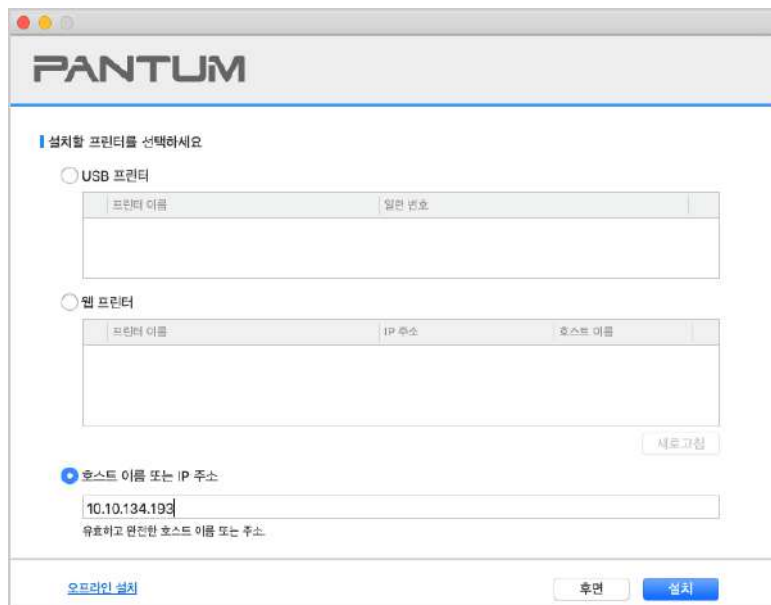 PANTUM
설치할 프린터를 선택하세요
USB 프린터
프린터 이름 일련 번호
웹 프린터
프린터 이름 IP 주소 호스트 이름
새로고침
호스트 이름 또는 IP 주소
10.10.134.193
유효하고 완전한 호스트 이름 또는 주소.
오프라인 설치 후면 설치